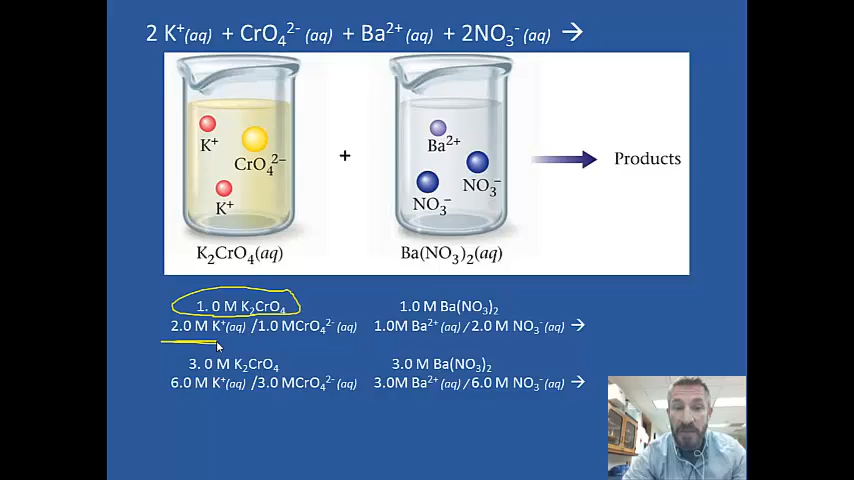 2 K⁺(aq) + CrO₄²⁻ (aq) + Ba²⁺ (aq) + 2NO₃⁻ (aq) →
K⁺
CrO₄²⁻
K⁺
+
Ba²⁺
NO₃⁻
NO₃⁻
Products
K₂CrO₄(aq)
Ba(NO₃)₂(aq)
1. 0 M K₂CrO₄ 1.0 M Ba(NO₃)₂
2.0 M K⁺(aq) /1.0 MCrO₄²⁻ (aq) 1.0M Ba²⁺ (aq) / 2.0 M NO₃⁻(aq) →
3. 0 M K₂CrO₄ 3.0 M Ba(NO₃)₂
6.0 M K⁺(aq) /3.0 MCrO₄²⁻ (aq) 3.0M Ba²⁺ (aq) /6.0 M NO₃⁻(aq) →